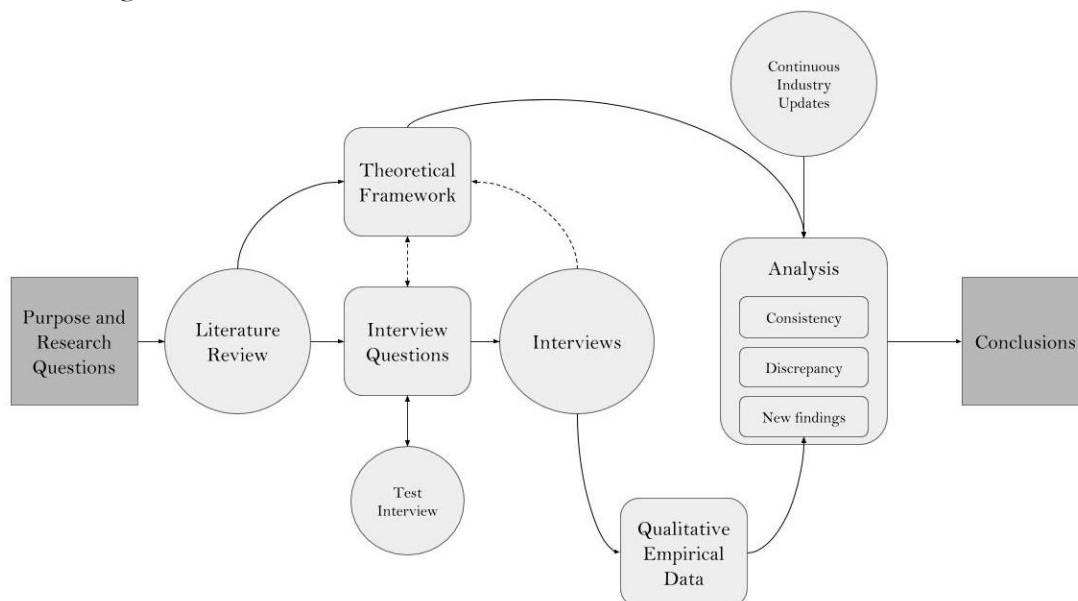 Continuous
Industry
Updates
Theoretical
Framework
Analysis
Purpose and
Research
Questions
Literature
Review
Interview
Questions
Interviews
Consistency
Conclusions
Discrepancy
New findings
Test
Interview
Qualitative
Empirical
Data